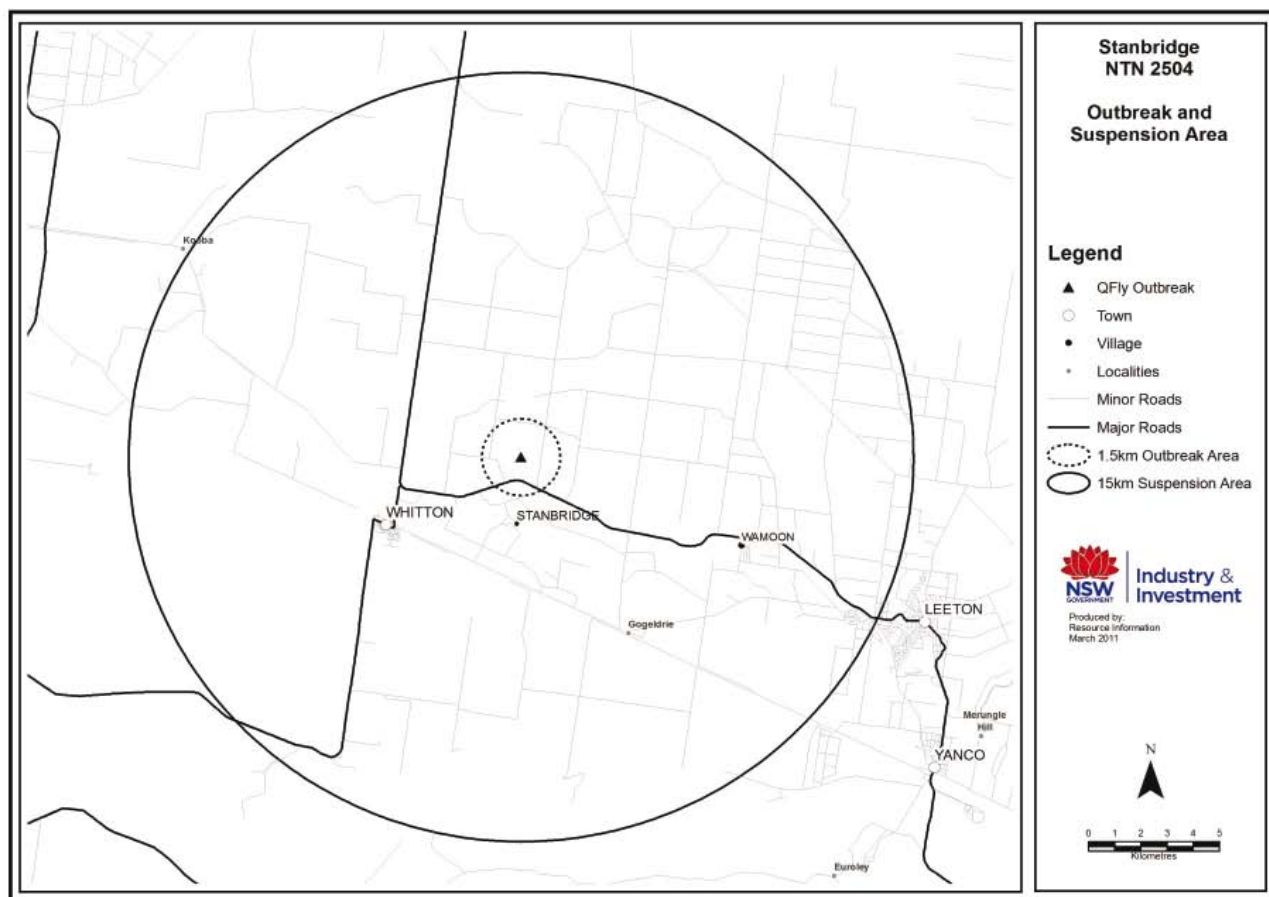 Stanbridge
NTN 2504
Outbreak and
Suspension Area
Kooba
WHITTON
STANBRIDGE
WAMOON
Gogeldrie
LEETON
Merungle
Hill
YANCO
Euroley
Legend
QFly Outbreak
Town
Village
Localities
Minor Roads
Major Roads
1.5km Outbreak Area
15km Suspension Area
NSW
GOVERNMENT
Industry &
Investment
Produced by:
Resource Information
March 2011
N
0 1 2 3 4 5
Kilometres